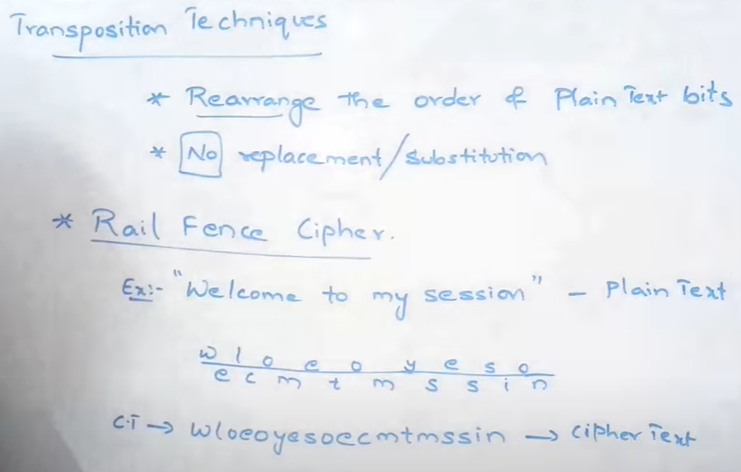 Transposition Techniques
* Rearrange the order of Plain Text bits
* No replacement/substitution
* Rail Fence Cipher.
Ex:- "Welcome to my session" - Plain Text
w l o e o y e s o
e c m t m s s i n
C.T → wloeoyesoecmtmssin → Cipher Text